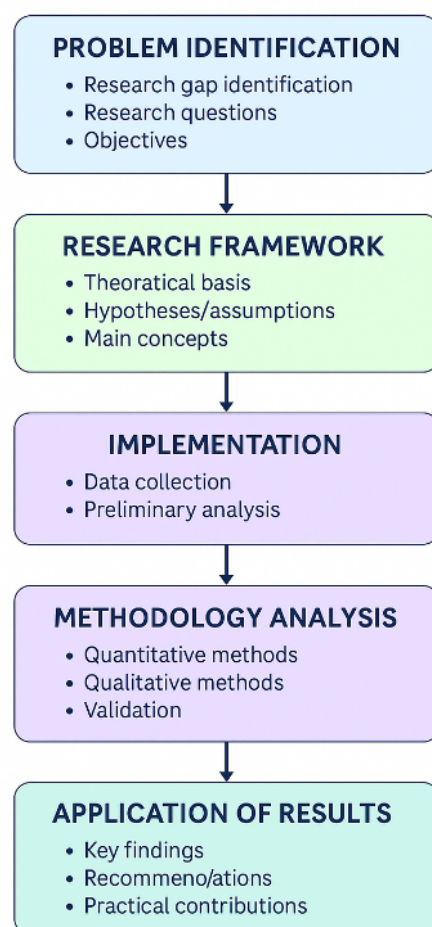 PROBLEM IDENTIFICATION
• Research gap identification
• Research questions
• Objectives
RESEARCH FRAMEWORK
• Theoratical basis
• Hypotheses/assumptions
• Main concepts
IMPLEMENTATION
• Data collection
• Preliminary analysis
METHODOLOGY ANALYSIS
• Quantitative methods
• Qualitative methods
• Validation
APPLICATION OF RESULTS
• Key findings
• Recommeno/ations
• Practical contributions